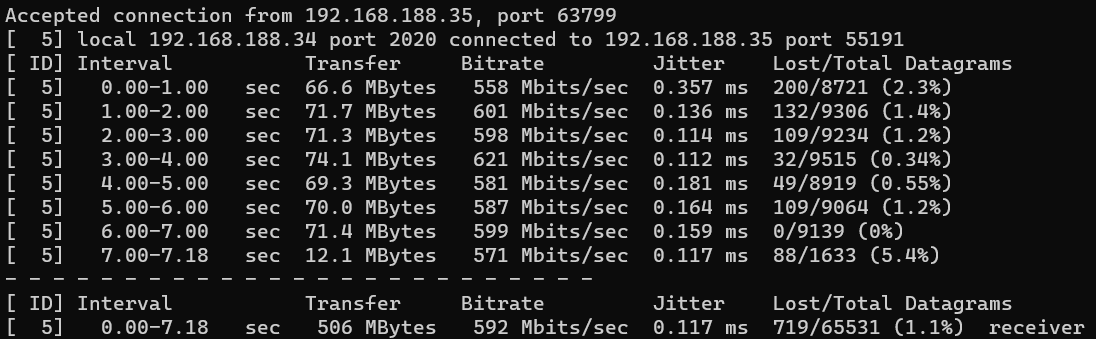 Accepted connection from 192.168.188.35, port 63799
[  5] local 192.168.188.34 port 2020 connected to 192.168.188.35 port 55191
[ ID] Interval           Transfer     Bitrate         Jitter    Lost/Total Datagrams
[  5]   0.00-1.00   sec  66.6 MBytes   558 Mbits/sec  0.357 ms  200/8721 (2.3%)
[  5]   1.00-2.00   sec  71.7 MBytes   601 Mbits/sec  0.136 ms  132/9306 (1.4%)
[  5]   2.00-3.00   sec  71.3 MBytes   598 Mbits/sec  0.114 ms  109/9234 (1.2%)
[  5]   3.00-4.00   sec  74.1 MBytes   621 Mbits/sec  0.112 ms  32/9515 (0.34%)
[  5]   4.00-5.00   sec  69.3 MBytes   581 Mbits/sec  0.181 ms  49/8919 (0.55%)
[  5]   5.00-6.00   sec  70.0 MBytes   587 Mbits/sec  0.164 ms  109/9064 (1.2%)
[  5]   6.00-7.00   sec  71.4 MBytes   599 Mbits/sec  0.159 ms  0/9139 (0%)
[  5]   7.00-7.18   sec  12.1 MBytes   571 Mbits/sec  0.117 ms  88/1633 (5.4%)
- - - - - - - - - - - - - - - - - - - - - - - - -
[ ID] Interval           Transfer     Bitrate         Jitter    Lost/Total Datagrams
[  5]   0.00-7.18   sec   506 MBytes   592 Mbits/sec  0.117 ms  719/65531 (1.1%)  receiver